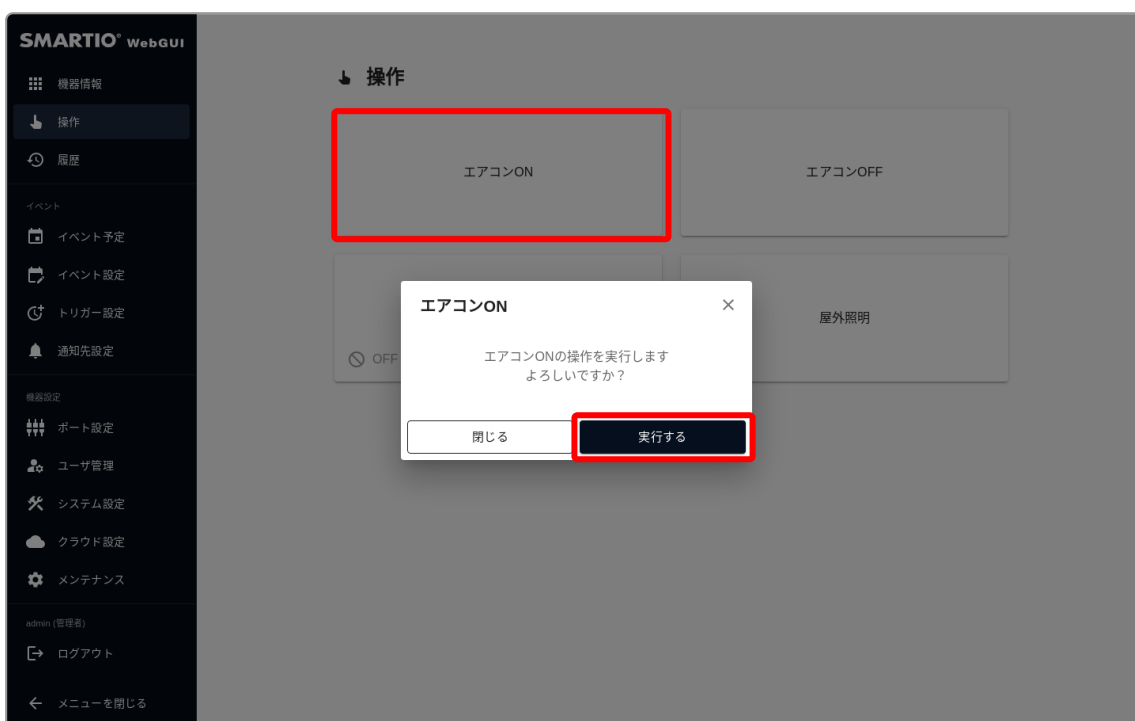 SMARTIO® WebGUI
機器情報
操作
履歴
イベント
イベント予定
イベント設定
トリガー設定
通知先設定
機器設定
ポート設定
ユーザ管理
システム設定
クラウド設定
メンテナンス
admin (管理者)
ログアウト
メニューを閉じる
操作
エアコンON
エアコンOFF
OFF
屋外照明
エアコンON
エアコンONの操作を実行します
よろしいですか？
閉じる
実行する